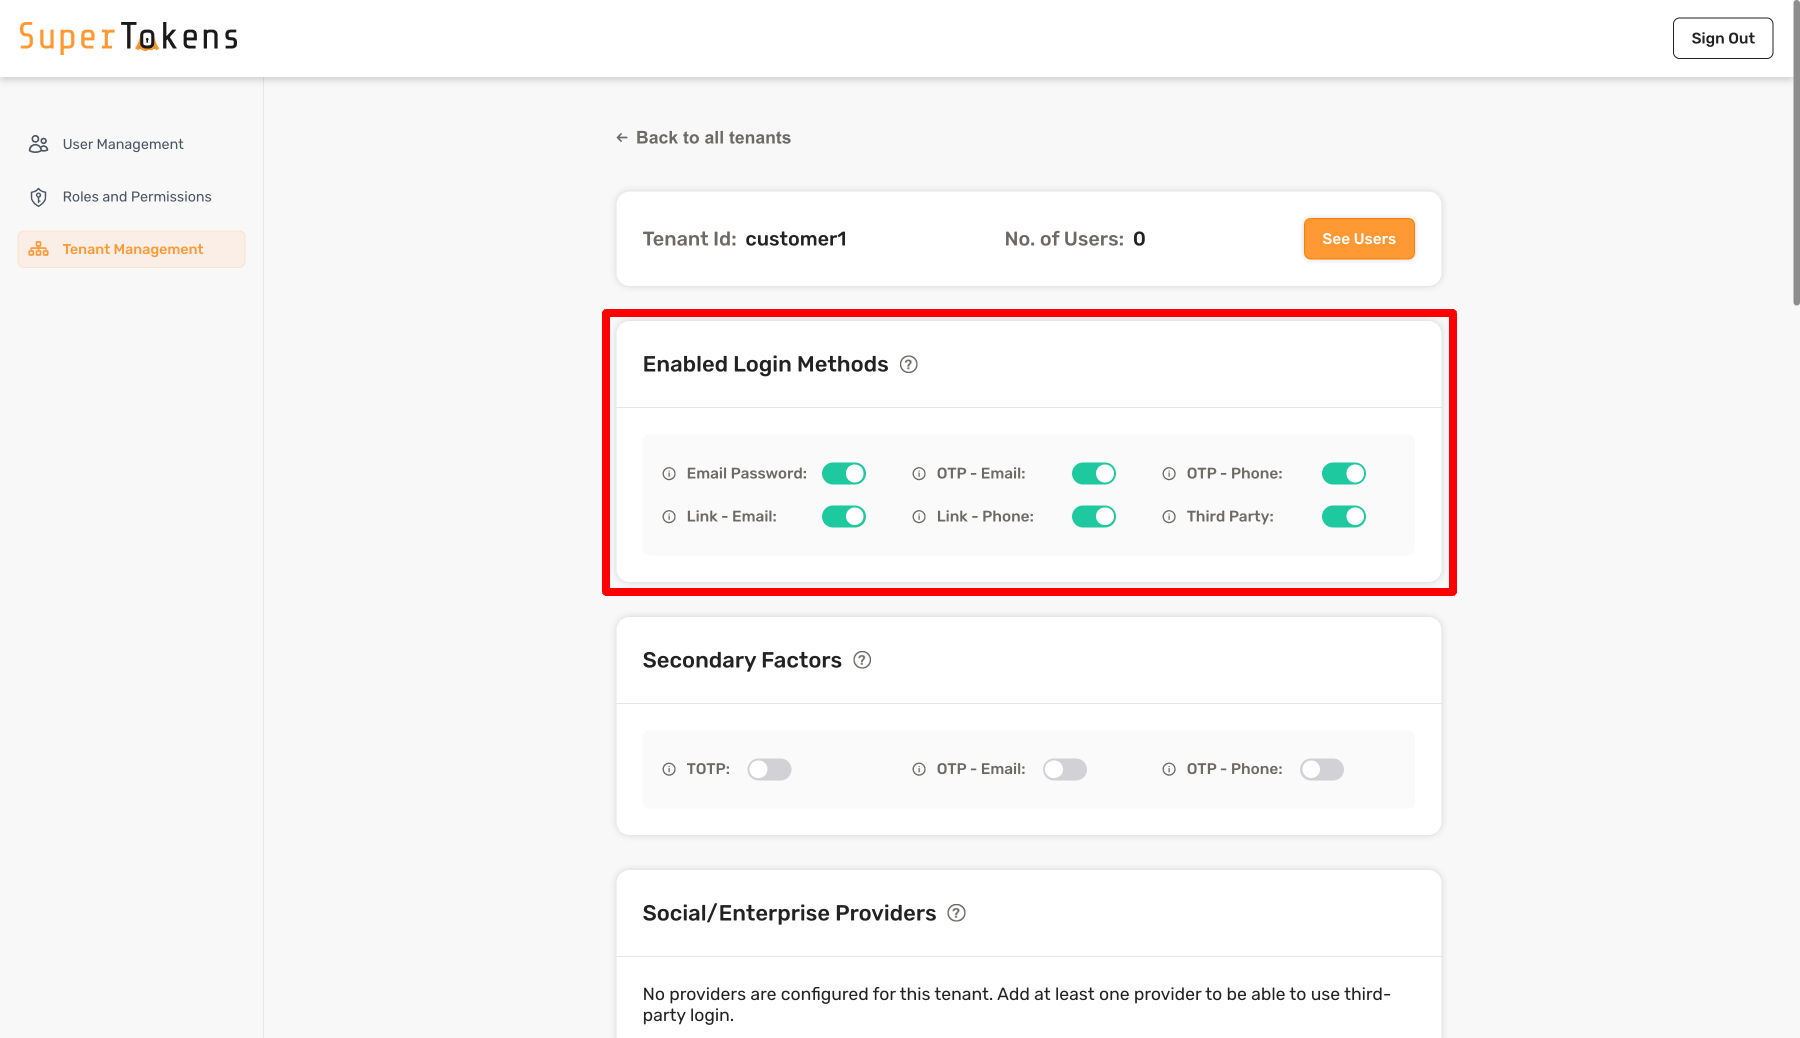 SuperTokens
Sign Out
User Management
Roles and Permissions
Tenant Management
← Back to all tenants
Tenant Id: customer1
No. of Users: 0
See Users
Enabled Login Methods
Email Password:
OTP - Email:
OTP - Phone:
Link - Email:
Link - Phone:
Third Party:
Secondary Factors
TOTP:
OTP - Email:
OTP - Phone:
Social/Enterprise Providers
No providers are configured for this tenant. Add at least one provider to be able to use third-
party login.